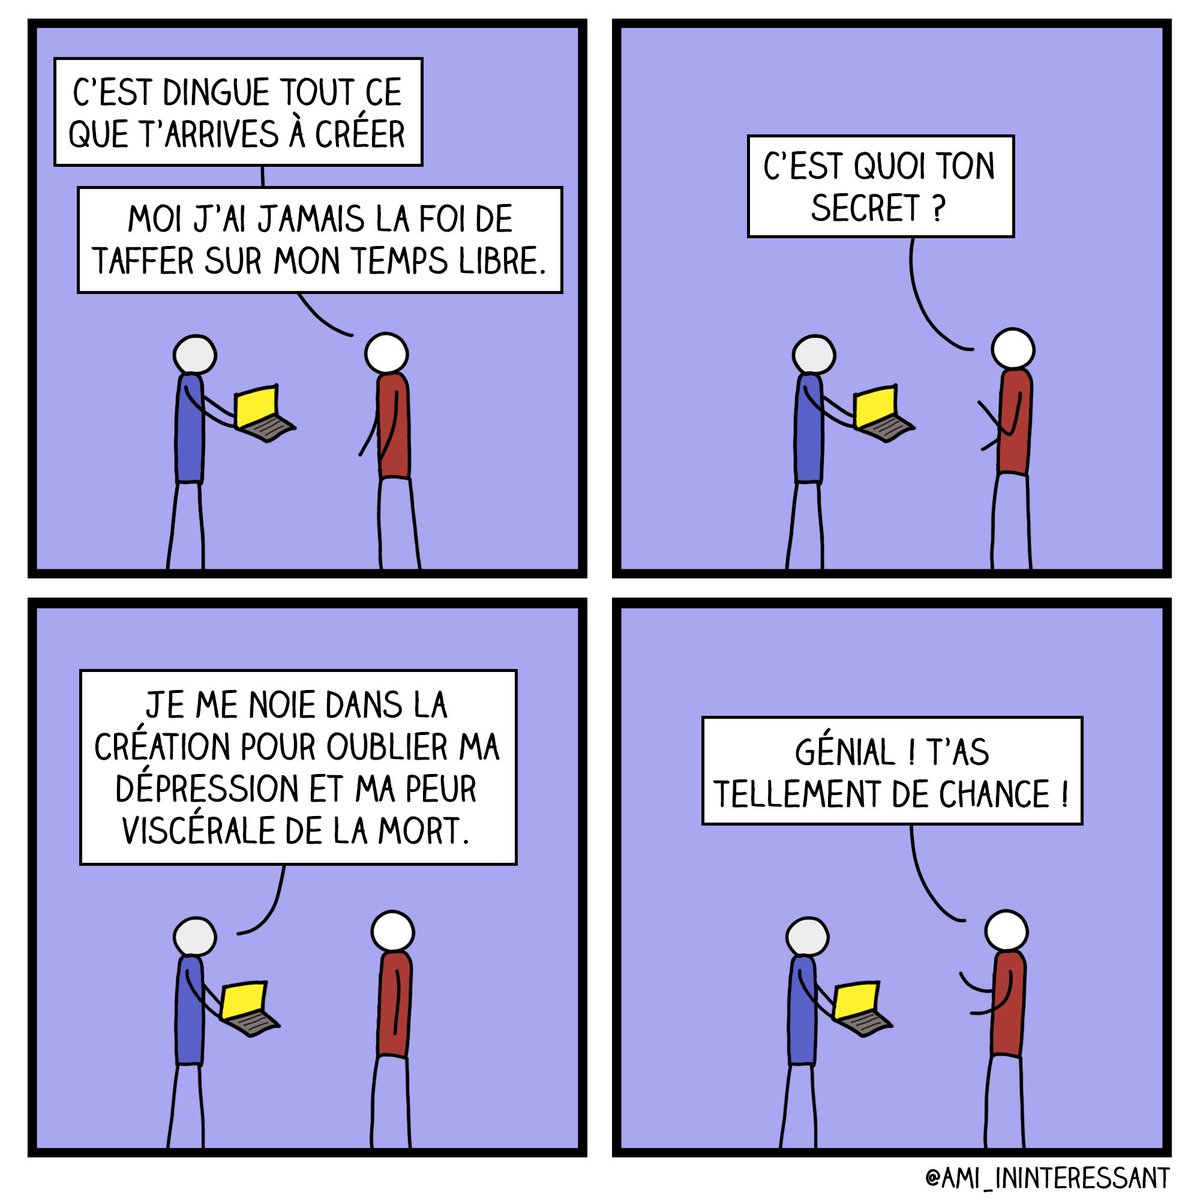 C'EST DINGUE TOUT CE
QUE T'ARRIVES À CRÉER
MOI J'AI JAMAIS LA FOI DE
TAFFER SUR MON TEMPS LIBRE.
C'EST QUOI TON
SECRET ?
JE ME NOIE DANS LA
CRÉATION POUR OUBLIER MA
DÉPRESSION ET MA PEUR
VISCÉRALE DE LA MORT.
GÉNIAL ! T'AS
TELLEMENT DE CHANCE !
@AMI_ININTERESSANT